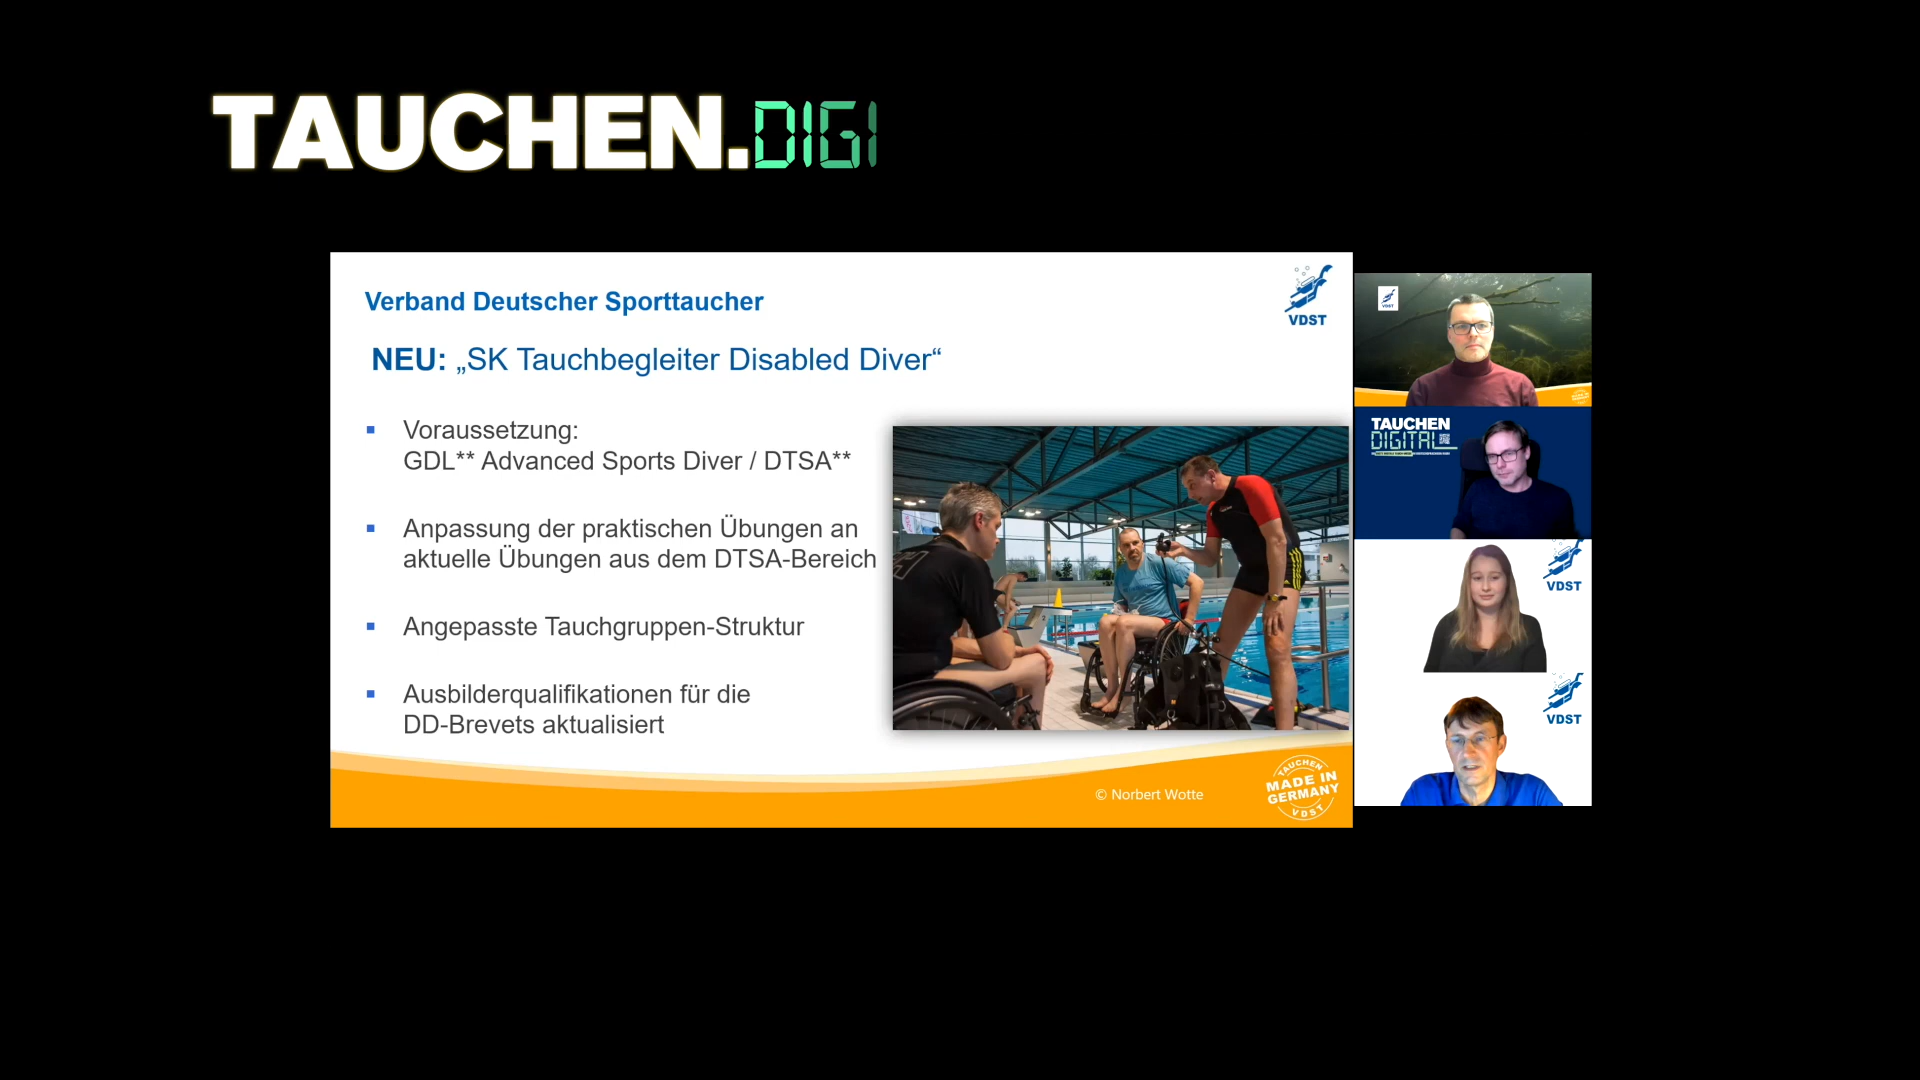 TAUCHEN.DIGI
Verband Deutscher Sporttaucher
VDST
NEU: „SK Tauchbegleiter Disabled Diver“
▪ Voraussetzung:
GDL** Advanced Sports Diver / DTSA**
▪ Anpassung der praktischen Übungen an
aktuelle Übungen aus dem DTSA-Bereich
▪ Angepasste Tauchgruppen-Struktur
▪ Ausbilderqualifikationen für die
DD-Brevets aktualisiert
© Norbert Wotte
TAUCHEN
MADE IN
GERMANY
VDST
VDST
TAUCHEN
DIGITAL
VDST
VDST